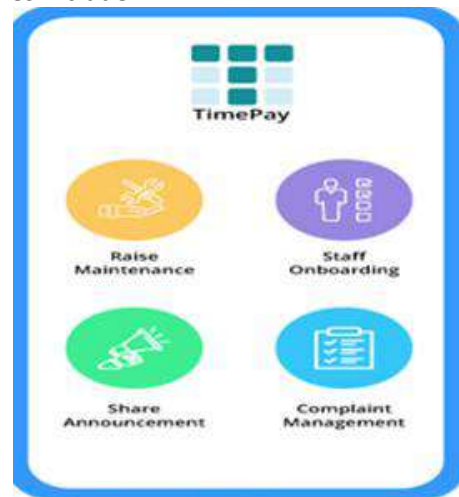 TimePay
Raise
Maintenance
Staff
Onboarding
Share
Announcement
Complaint
Management